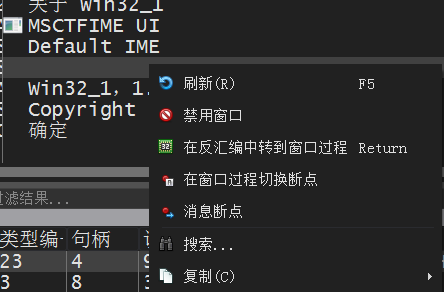 关于 Win32_1
MSCTFIME UI
Default IME
Win32_1, 1.
Copyright
确定
刷新(R) F5
禁用窗口
在反汇编中转到窗口过程 Return
在窗口过程切换断点
消息断点
搜索...
复制(C)
过滤结果...
类型编 句柄
23 4 9
3 8 3